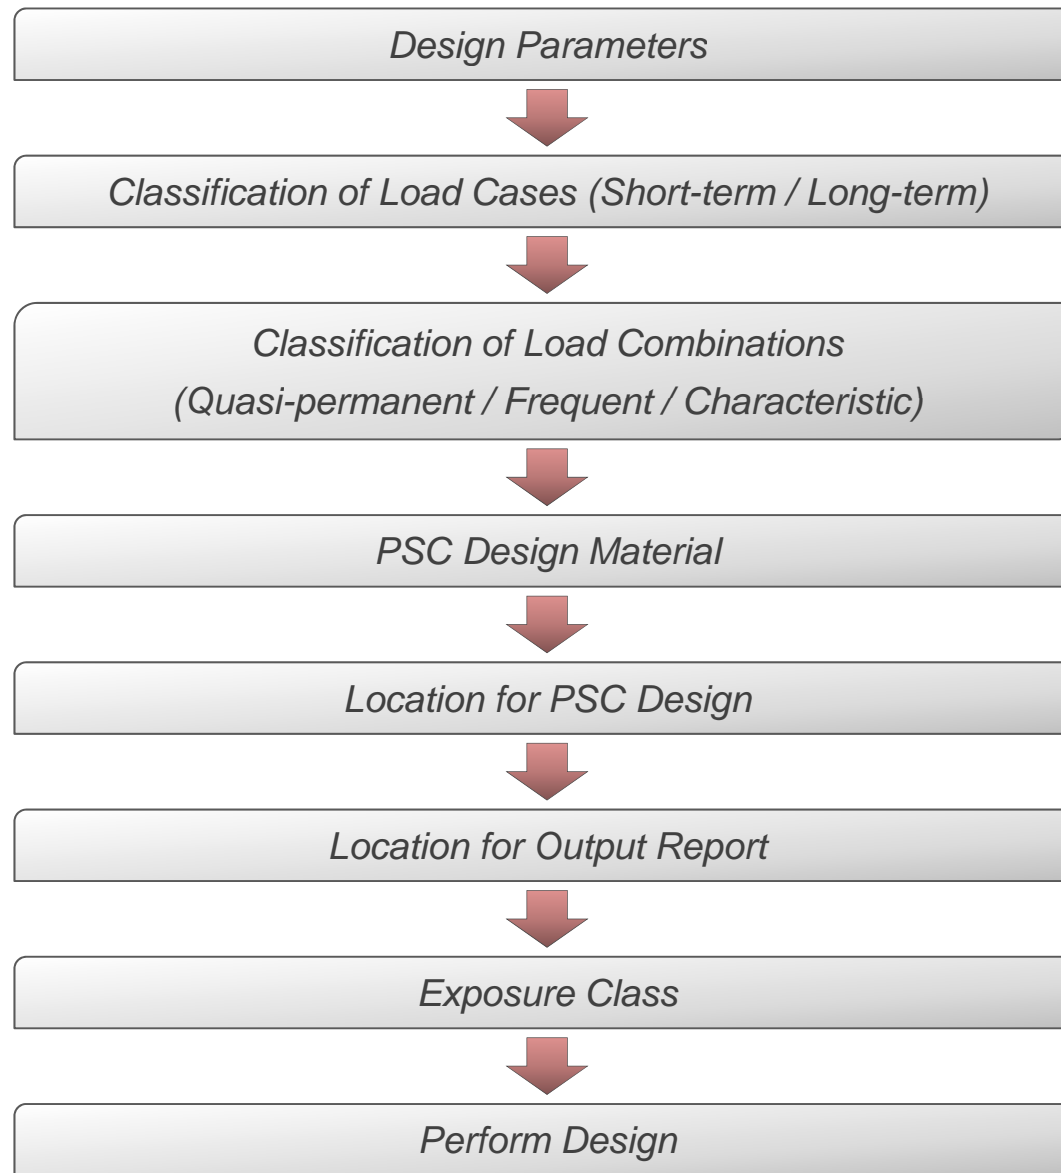 Design Parameters
Classification of Load Cases (Short-term / Long-term)
Classification of Load Combinations
(Quasi-permanent / Frequent / Characteristic)
PSC Design Material
Location for PSC Design
Location for Output Report
Exposure Class
Perform Design